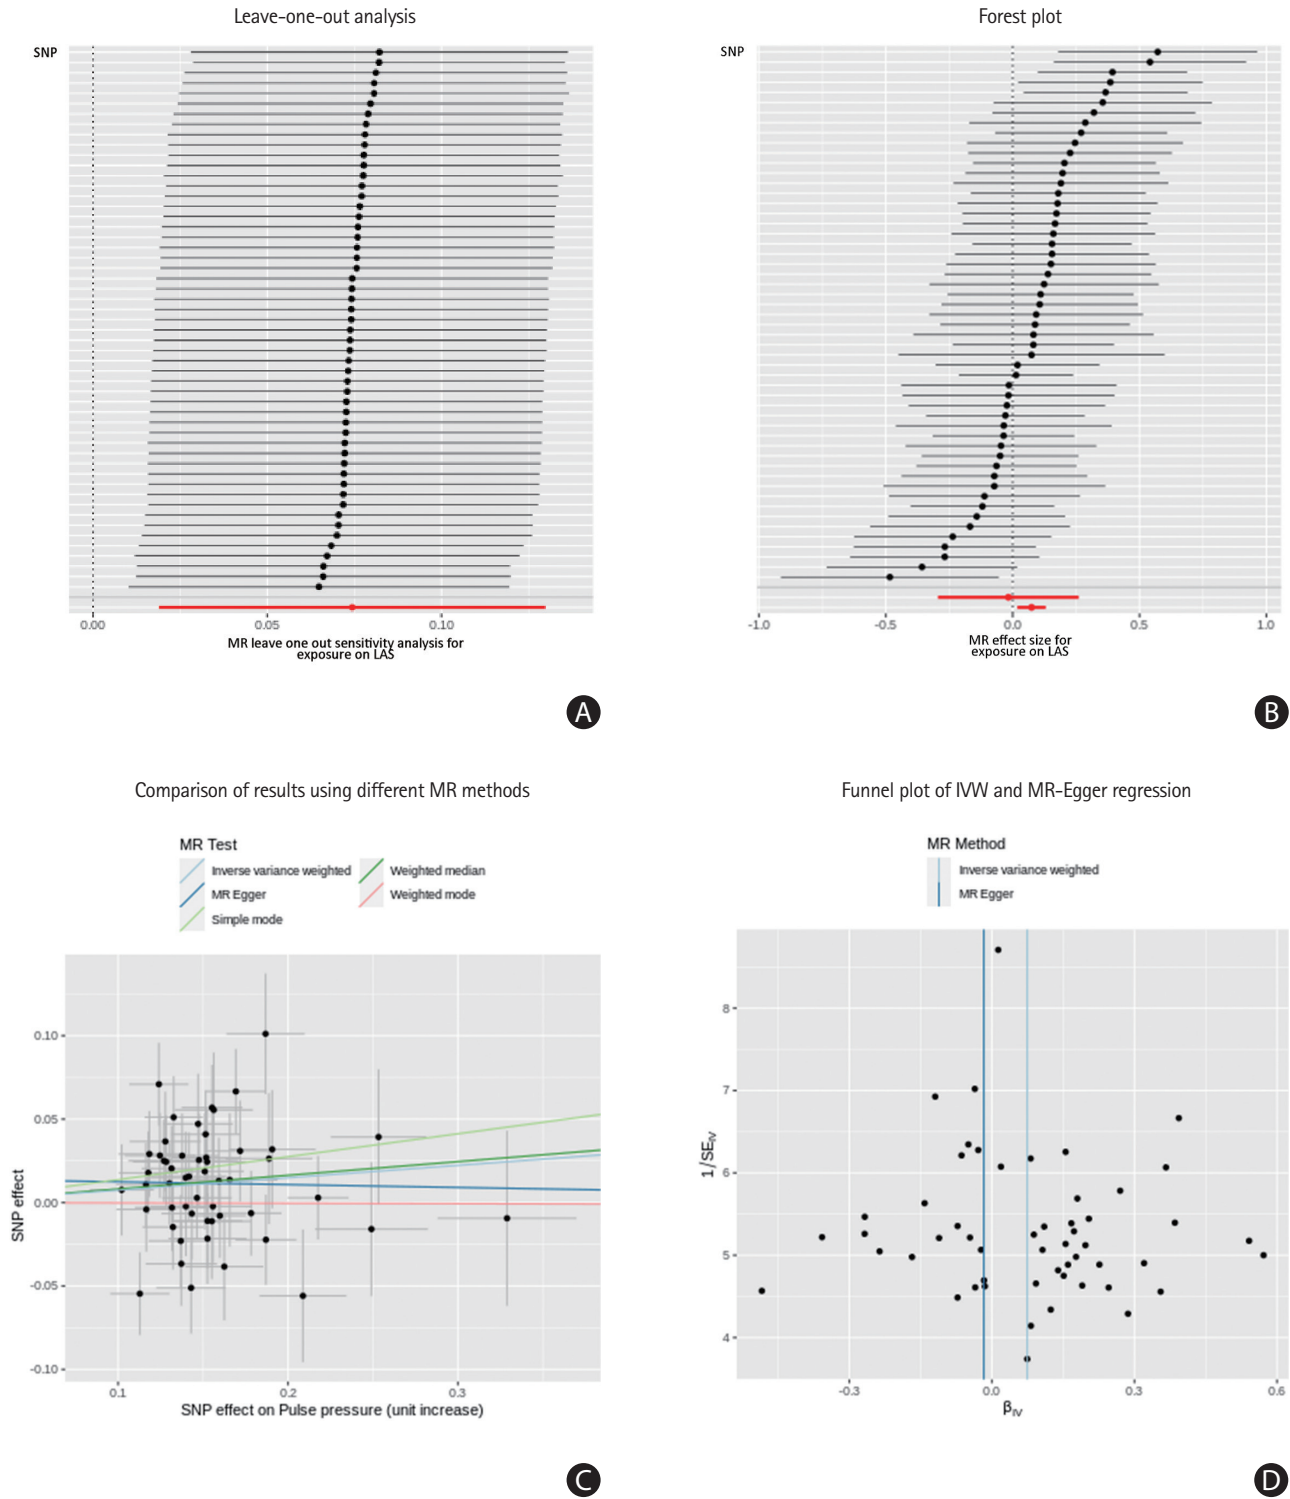 Leave-one-out analysis
SNP
0.00
0.05
0.10
MR leave one out sensitivity analysis for
exposure on LAS
A
Forest plot
SNP
-1.0
-0.5
0.0
0.5
1.0
MR effect size for
exposure on LAS
B
Comparison of results using different MR methods
MR Test
Inverse variance weighted
Weighted median
MR Egger
Weighted mode
Simple mode
SNP effect
0.10
0.05
0.00
-0.05
-0.10
0.1
0.2
0.3
SNP effect on Pulse pressure (unit increase)
C
Funnel plot of IVW and MR-Egger regression
MR Method
Inverse variance weighted
MR Egger
1/SE_IV
8
7
6
5
4
-0.3
0.0
0.3
0.6
β_IV
D